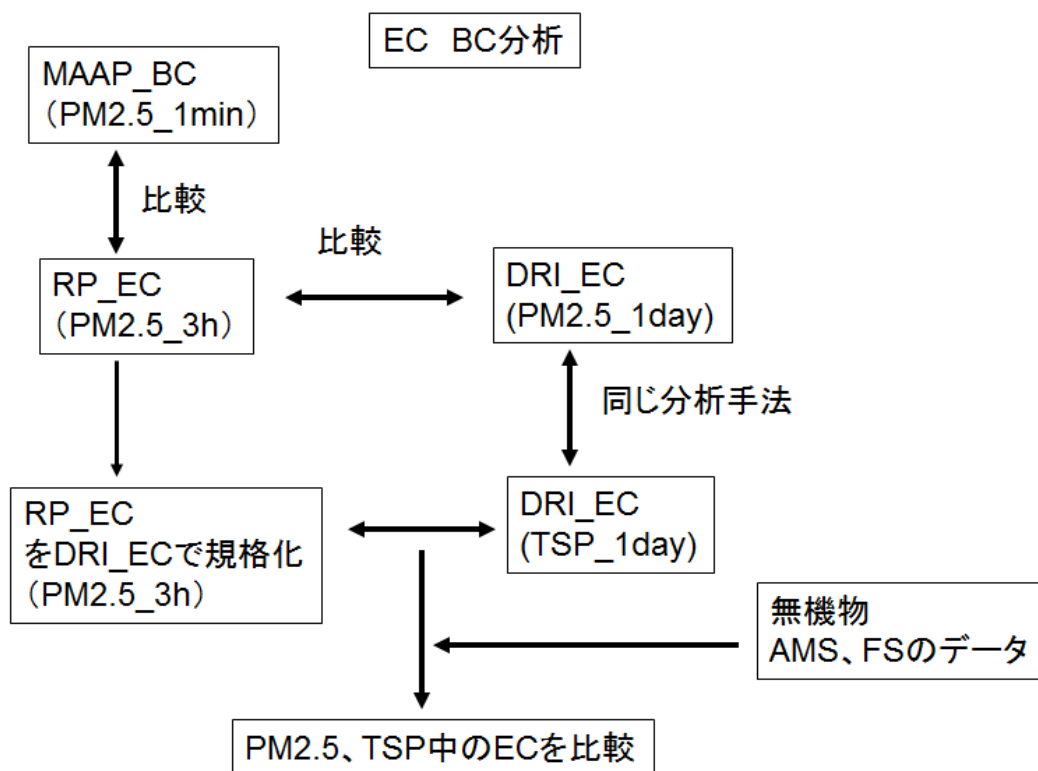 EC　BC分析
MAAP_BC
（PM2.5_1min）
比較
比較
RP_EC
（PM2.5_3h）
DRI_EC
(PM2.5_1day)
同じ分析手法
RP_EC
をDRI_ECで規格化
（PM2.5_3h）
DRI_EC
(TSP_1day)
無機物
AMS、FSのデータ
PM2.5、TSP中のECを比較